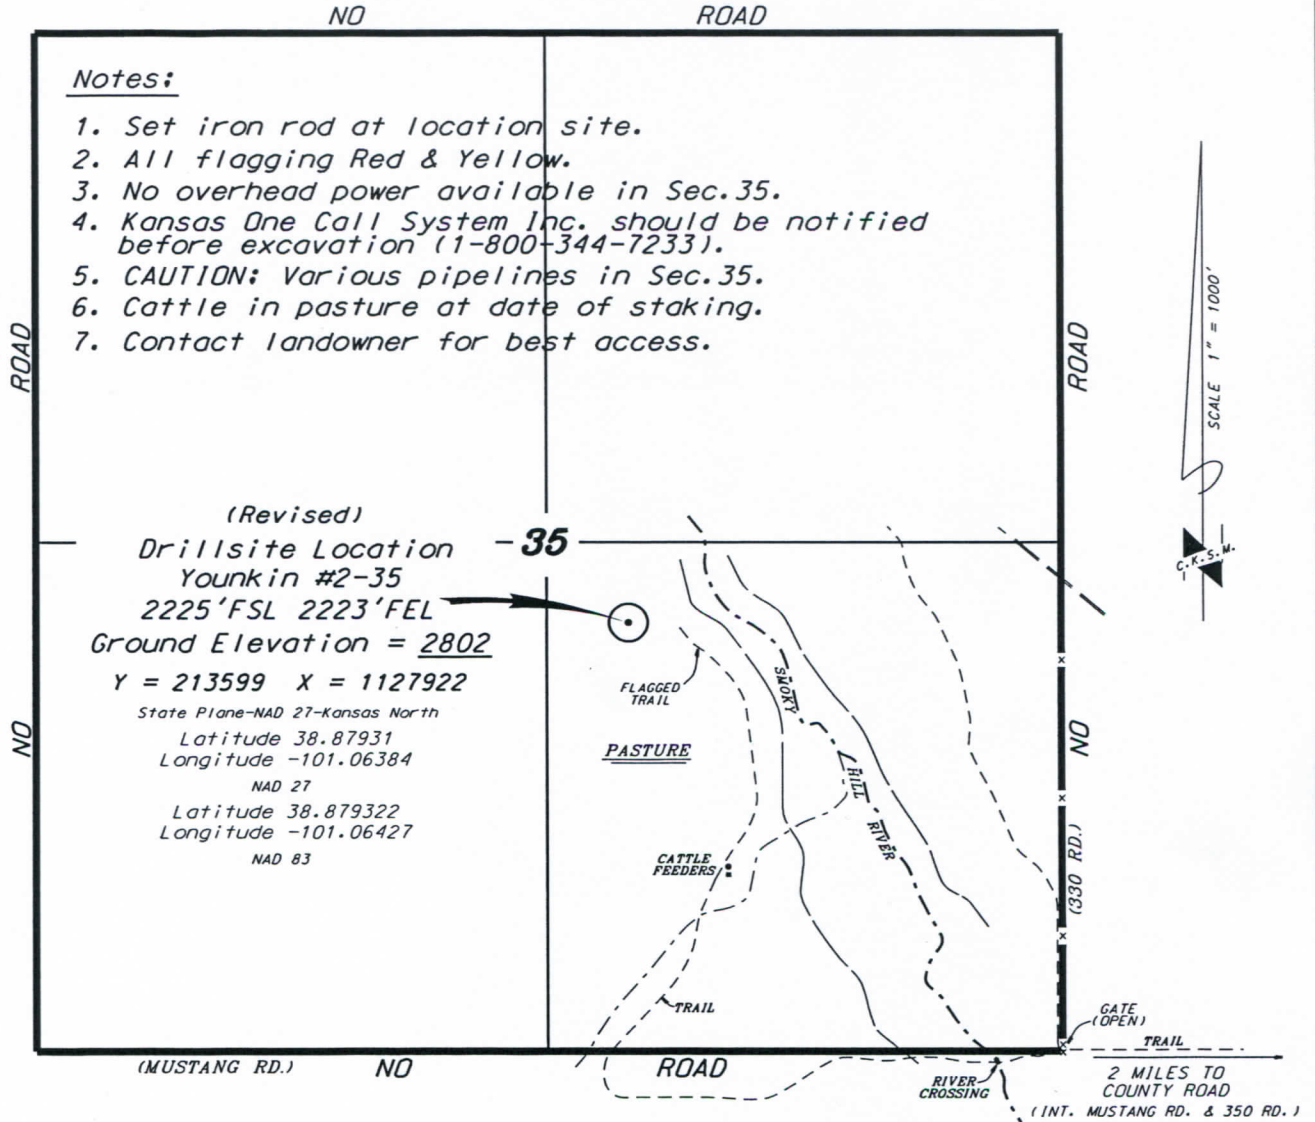 NO ROAD
Notes:
1. Set iron rod at location site.
2. All flagging Red & Yellow.
3. No overhead power available in Sec.35.
4. Kansas One Call System Inc. should be notified
before excavation (1-800-344-7233).
5. CAUTION: Various pipelines in Sec.35.
6. Cattle in pasture at date of staking.
7. Contact landowner for best access.
ROAD
ROAD
SCALE 1" = 1000'
C.K.S.M.
(Revised)
Drillsite Location
Younkin #2-35
2225'FSL 2223'FEL
Ground Elevation = 2802
Y = 213599 X = 1127922
State Plane-NAD 27-Kansas North
Latitude 38.87931
Longitude -101.06384
NAD 27
Latitude 38.879322
Longitude -101.06427
NAD 83
35
NO
FLAGGED
TRAIL
SMOKY
HILL
RIVER
PASTURE
NO
(330 RD.)
CATTLE
FEEDERS
TRAIL
GATE
(OPEN)
TRAIL
(MUSTANG RD.) NO ROAD
RIVER
CROSSING
2 MILES TO
COUNTY ROAD
(INT. MUSTANG RD. & 350 RD.)